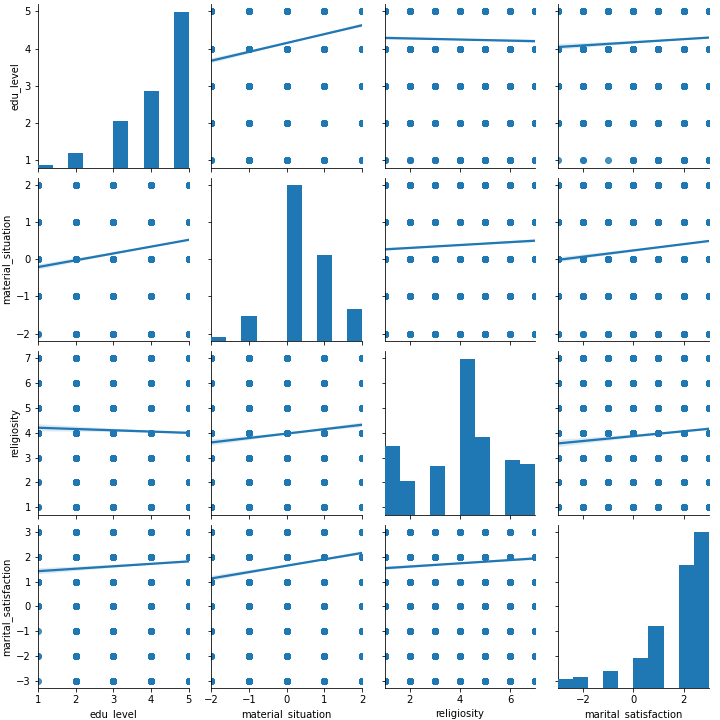 5
4
3
2
1
edu_level
2
1
0
−1
−2
material_situation
7
6
5
4
3
2
1
religiosity
3
2
1
0
−1
−2
−3
marital_satisfaction
1 2 3 4 5
edu_level
−2 −1 0 1 2
material_situation
2 4 6
religiosity
−2 0 2
marital_satisfaction